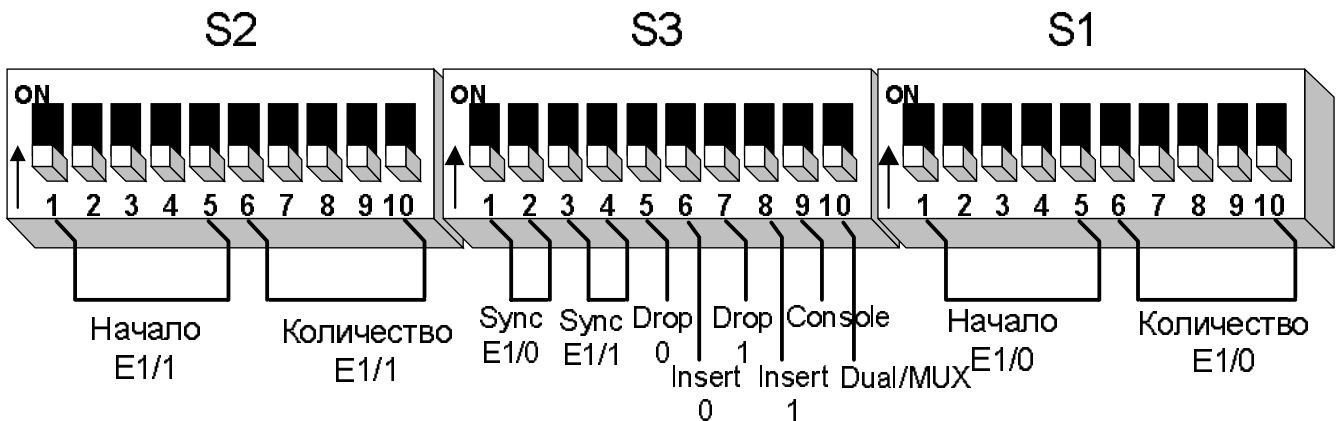 S2 S3 S1
ON ON ON
1 2 3 4 5 6 7 8 9 10 1 2 3 4 5 6 7 8 9 10 1 2 3 4 5 6 7 8 9 10
Начало
E1/1
Количество
E1/1
Sync
E1/0
Sync
E1/1
Drop
0
Insert
0
Drop
1
Insert
1
Console
Dual/MUX
Начало
E1/0
Количество
E1/0